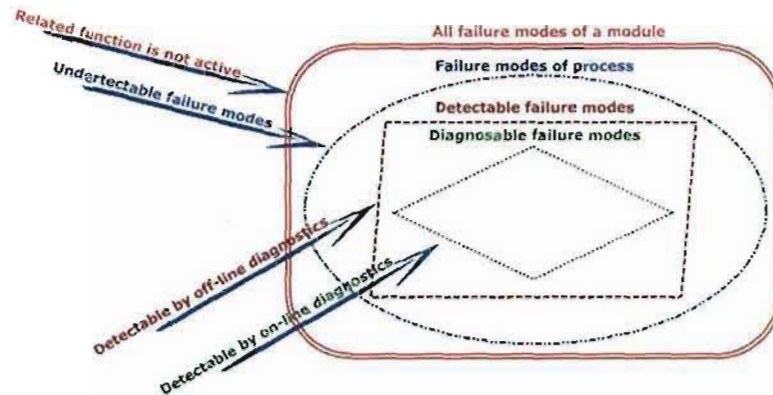 Related function is not active
All failure modes of a module
Undertectable failure modes
Failure modes of process
Detectable failure modes
Diagnosable failure modes
Detectable by off-line diagnostics
Detectable by on-line diagnostics